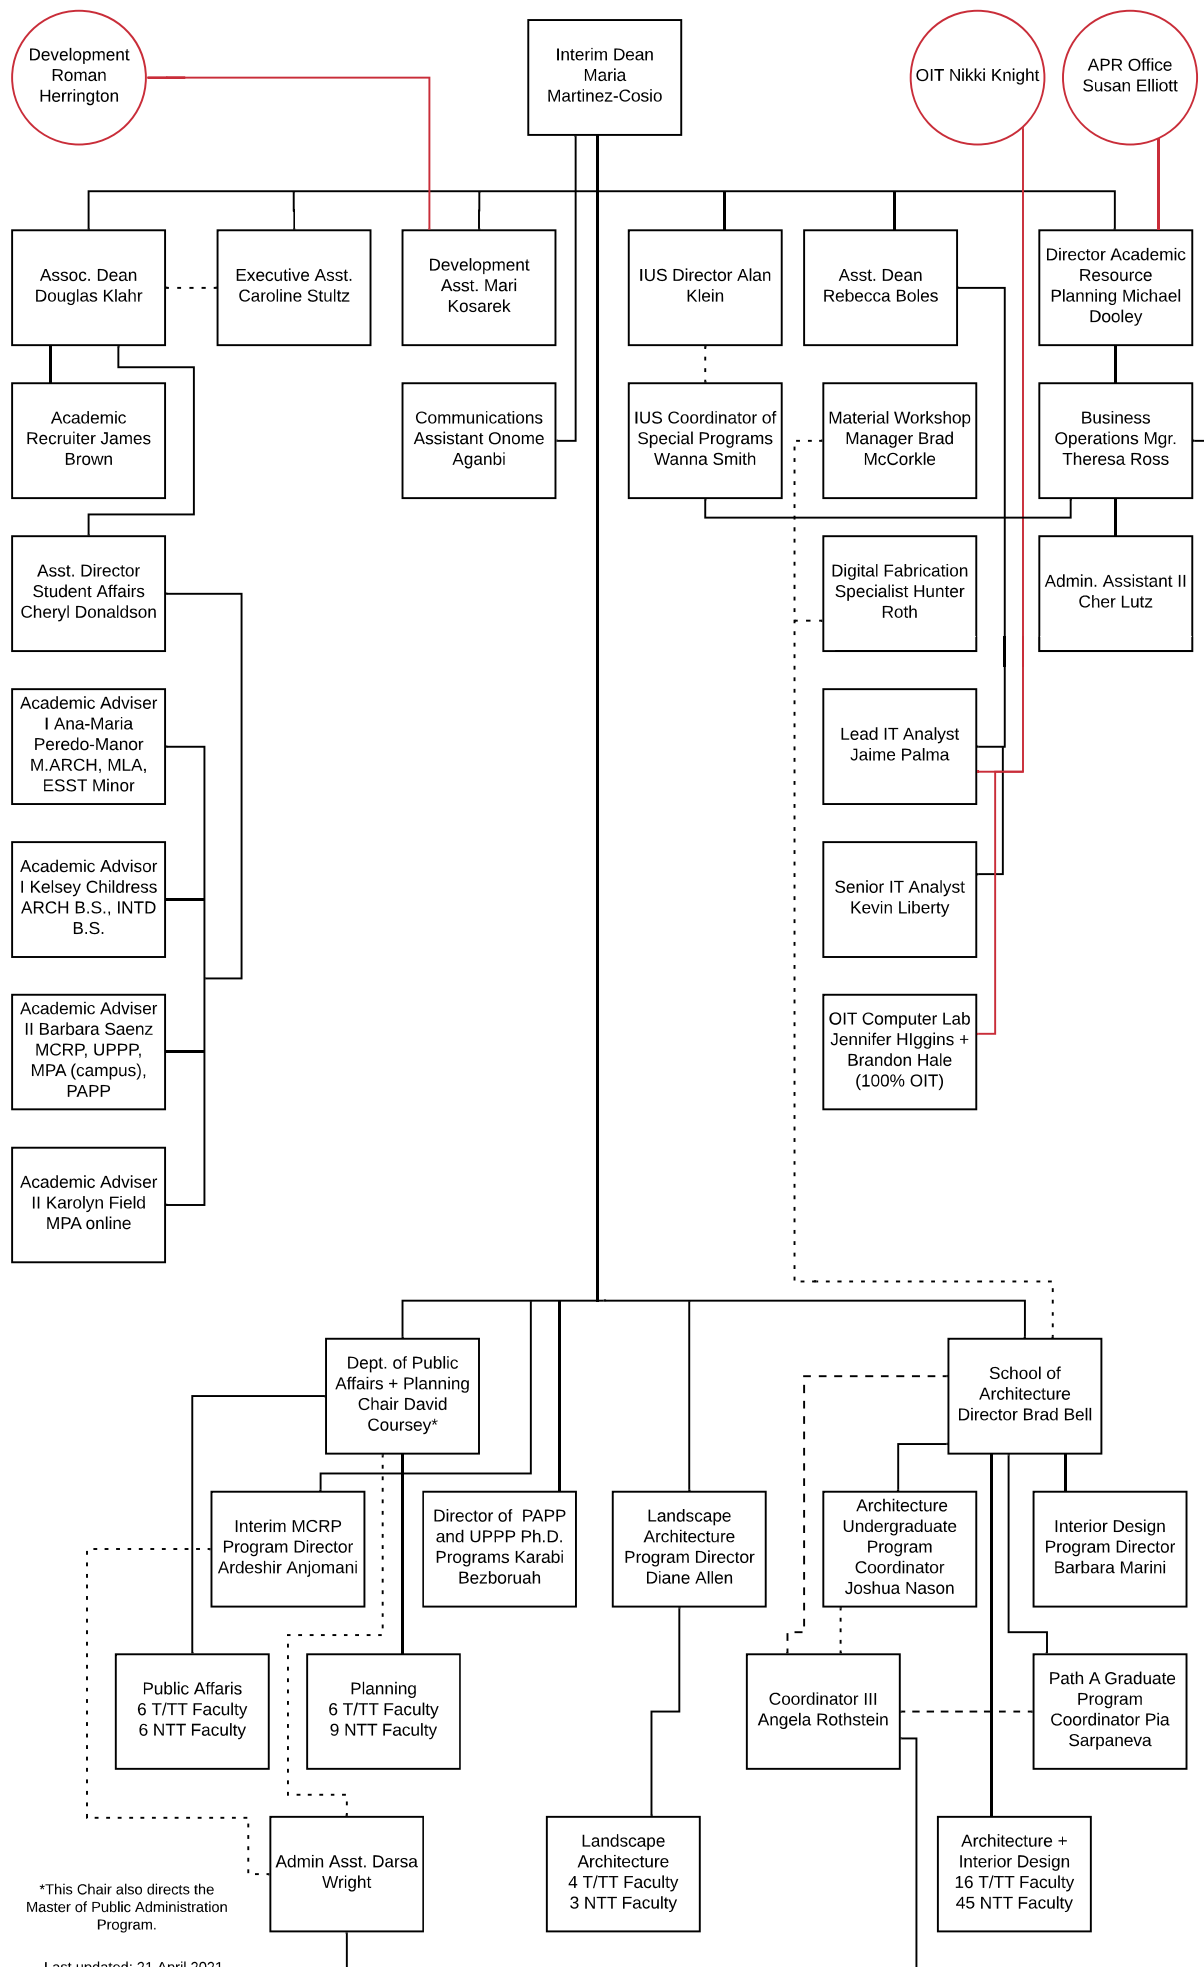 Development
Roman
Herrington
Interim Dean
Maria
Martinez-Cosio
OIT Nikki Knight
APR Office
Susan Elliott
Assoc. Dean
Douglas Klahr
Executive Asst.
Caroline Stultz
Development
Asst. Mari
Kosarek
IUS Director Alan
Klein
Asst. Dean
Rebecca Boles
Director Academic
Resource
Planning Michael
Dooley
Academic
Recruiter James
Brown
Communications
Assistant Onome
Aganbi
IUS Coordinator of
Special Programs
Wanna Smith
Material Workshop
Manager Brad
McCorkle
Business
Operations Mgr.
Theresa Ross
Asst. Director
Student Affairs
Cheryl Donaldson
Digital Fabrication
Specialist Hunter
Roth
Admin. Assistant II
Cher Lutz
Academic Adviser
I Ana-Maria
Peredo-Manor
M.ARCH, MLA,
ESST Minor
Lead IT Analyst
Jaime Palma
Academic Advisor
I Kelsey Childress
ARCH B.S., INTD
B.S.
Senior IT Analyst
Kevin Liberty
Academic Adviser
II Barbara Saenz
MCRP, UPPP,
MPA (campus),
PAPP
OIT Computer Lab
Jennifer HIggins +
Brandon Hale
(100% OIT)
Academic Adviser
II Karolyn Field
MPA online
Dept. of Public
Affairs + Planning
Chair David
Coursey*
School of
Architecture
Director Brad Bell
Interim MCRP
Program Director
Ardeshir Anjomani
Director of PAPP
and UPPP Ph.D.
Programs Karabi
Bezboruah
Landscape
Architecture
Program Director
Diane Allen
Architecture
Undergraduate
Program
Coordinator
Joshua Nason
Interior Design
Program Director
Barbara Marini
Public Affaris
6 T/TT Faculty
6 NTT Faculty
Planning
6 T/TT Faculty
9 NTT Faculty
Coordinator III
Angela Rothstein
Path A Graduate
Program
Coordinator Pia
Sarpaneva
Admin Asst. Darsa
Wright
Landscape
Architecture
4 T/TT Faculty
3 NTT Faculty
Architecture +
Interior Design
16 T/TT Faculty
45 NTT Faculty
*This Chair also directs the
Master of Public Administration
Program.
Last updated: 21 April 2021